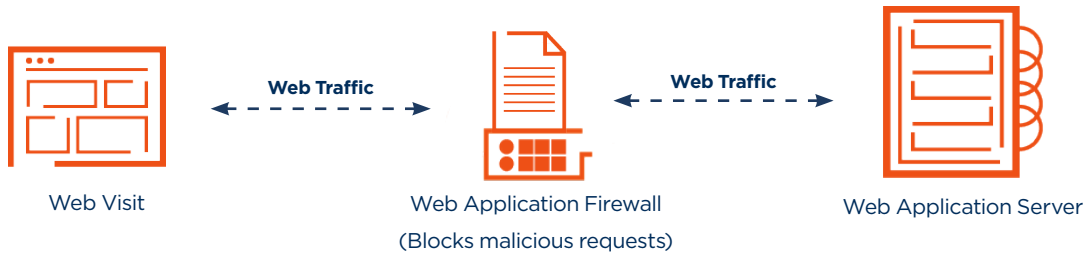 Web Traffic
Web Traffic
Web Visit
Web Application Firewall
(Blocks malicious requests)
Web Application Server